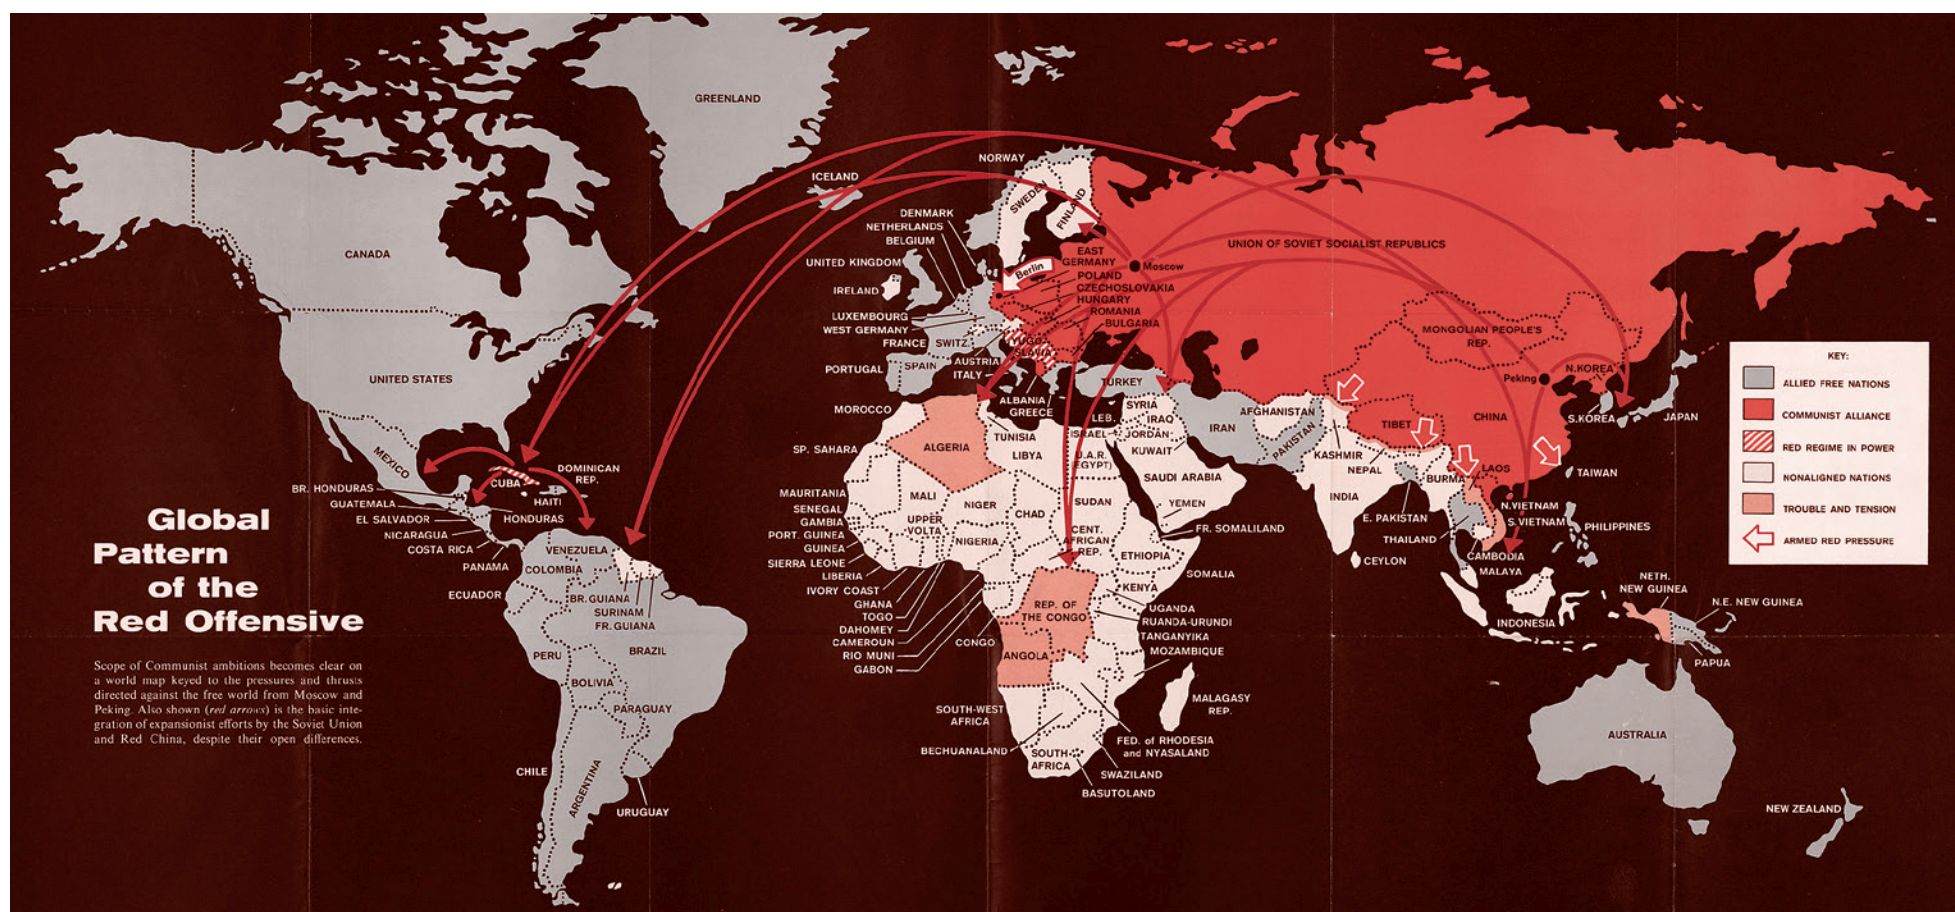 GREENLAND
NORWAY
ICELAND
SWEDEN
FINLAND
DENMARK
NETHERLANDS
BELGIUM
CANADA
UNION OF SOVIET SOCIALIST REPUBLICS
EAST
GERMANY
UNITED KINGDOM
Berlin
Moscow
POLAND
IRELAND
CZECHOSLOVAKIA
HUNGARY
LUXEMBOURG
ROMANIA
WEST GERMANY
BULGARIA
MONGOLIAN PEOPLE'S
REP.
FRANCE
SWITZ.
YUGO-
SLAVIA
AUSTRIA
ITALY
SPAIN
PORTUGAL
UNITED STATES
TURKEY
Peking
N.KOREA
S.KOREA
JAPAN
ALBANIA
GREECE
MOROCCO
LEB.
SYRIA
IRAQ
ISRAEL
JORDAN
KUWAIT
IRAN
AFGHANISTAN
PAKISTAN
KASHMIR
NEPAL
TIBET
CHINA
TAIWAN
TUNISIA
ALGERIA
LIBYA
U.A.R.
(EGYPT)
SP. SAHARA
SAUDI ARABIA
MEXICO
CUBA
DOMINICAN
REP.
HAITI
BR. HONDURAS
GUATEMALA
EL SALVADOR
HONDURAS
NICARAGUA
COSTA RICA
PANAMA
MAURITANIA
SENEGAL
GAMBIA
PORT. GUINEA
GUINEA
SIERRA LEONE
LIBERIA
IVORY COAST
GHANA
TOGO
DAHOMEY
CAMEROUN
RIO MUNI
GABON
MALI
NIGER
UPPER
VOLTA
NIGERIA
CHAD
SUDAN
YEMEN
CENT.
AFRICAN
REP.
FR. SOMALILAND
ETHIOPIA
SOMALIA
KENYA
UGANDA
RUANDA-URUNDI
TANGANYIKA
MOZAMBIQUE
REP. OF
THE CONGO
CONGO
ANGOLA
INDIA
BURMA
LAOS
E. PAKISTAN
THAILAND
N.VIETNAM
S.VIETNAM
CAMBODIA
MALAYA
PHILIPPINES
CEYLON
INDONESIA
NETH.
NEW GUINEA
N.E. NEW GUINEA
PAPUA
VENEZUELA
COLOMBIA
ECUADOR
BR. GUIANA
SURINAM
FR. GUIANA
PERU
BRAZIL
BOLIVIA
PARAGUAY
CHILE
ARGENTINA
URUGUAY
MALAGASY
REP.
SOUTH-WEST
AFRICA
BECHUANALAND
FED. of RHODESIA
and NYASALAND
SOUTH-
AFRICA
SWAZILAND
BASUTOLAND
AUSTRALIA
NEW ZEALAND
KEY:
ALLIED FREE NATIONS
COMMUNIST ALLIANCE
RED REGIME IN POWER
NONALIGNED NATIONS
TROUBLE AND TENSION
ARMED RED PRESSURE
Global
Pattern
of the
Red Offensive
Scope of Communist ambitions becomes clear on
a world map keyed to the pressures and thrusts
directed against the free world from Moscow and
Peking. Also shown (red arrows) is the basic inte-
gration of expansionist efforts by the Soviet Union
and Red China, despite their open differences.